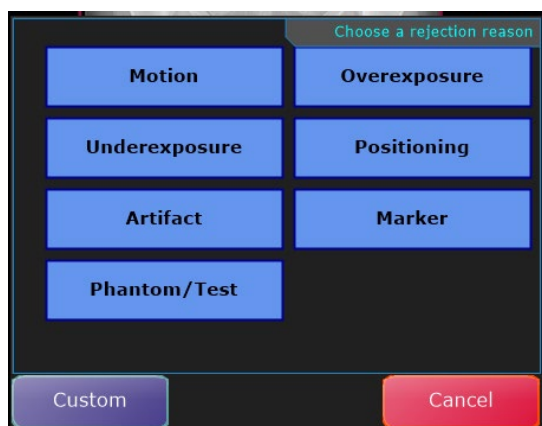 Choose a rejection reason
Motion
Overexposure
Underexposure
Positioning
Artifact
Marker
Phantom/Test
Custom
Cancel